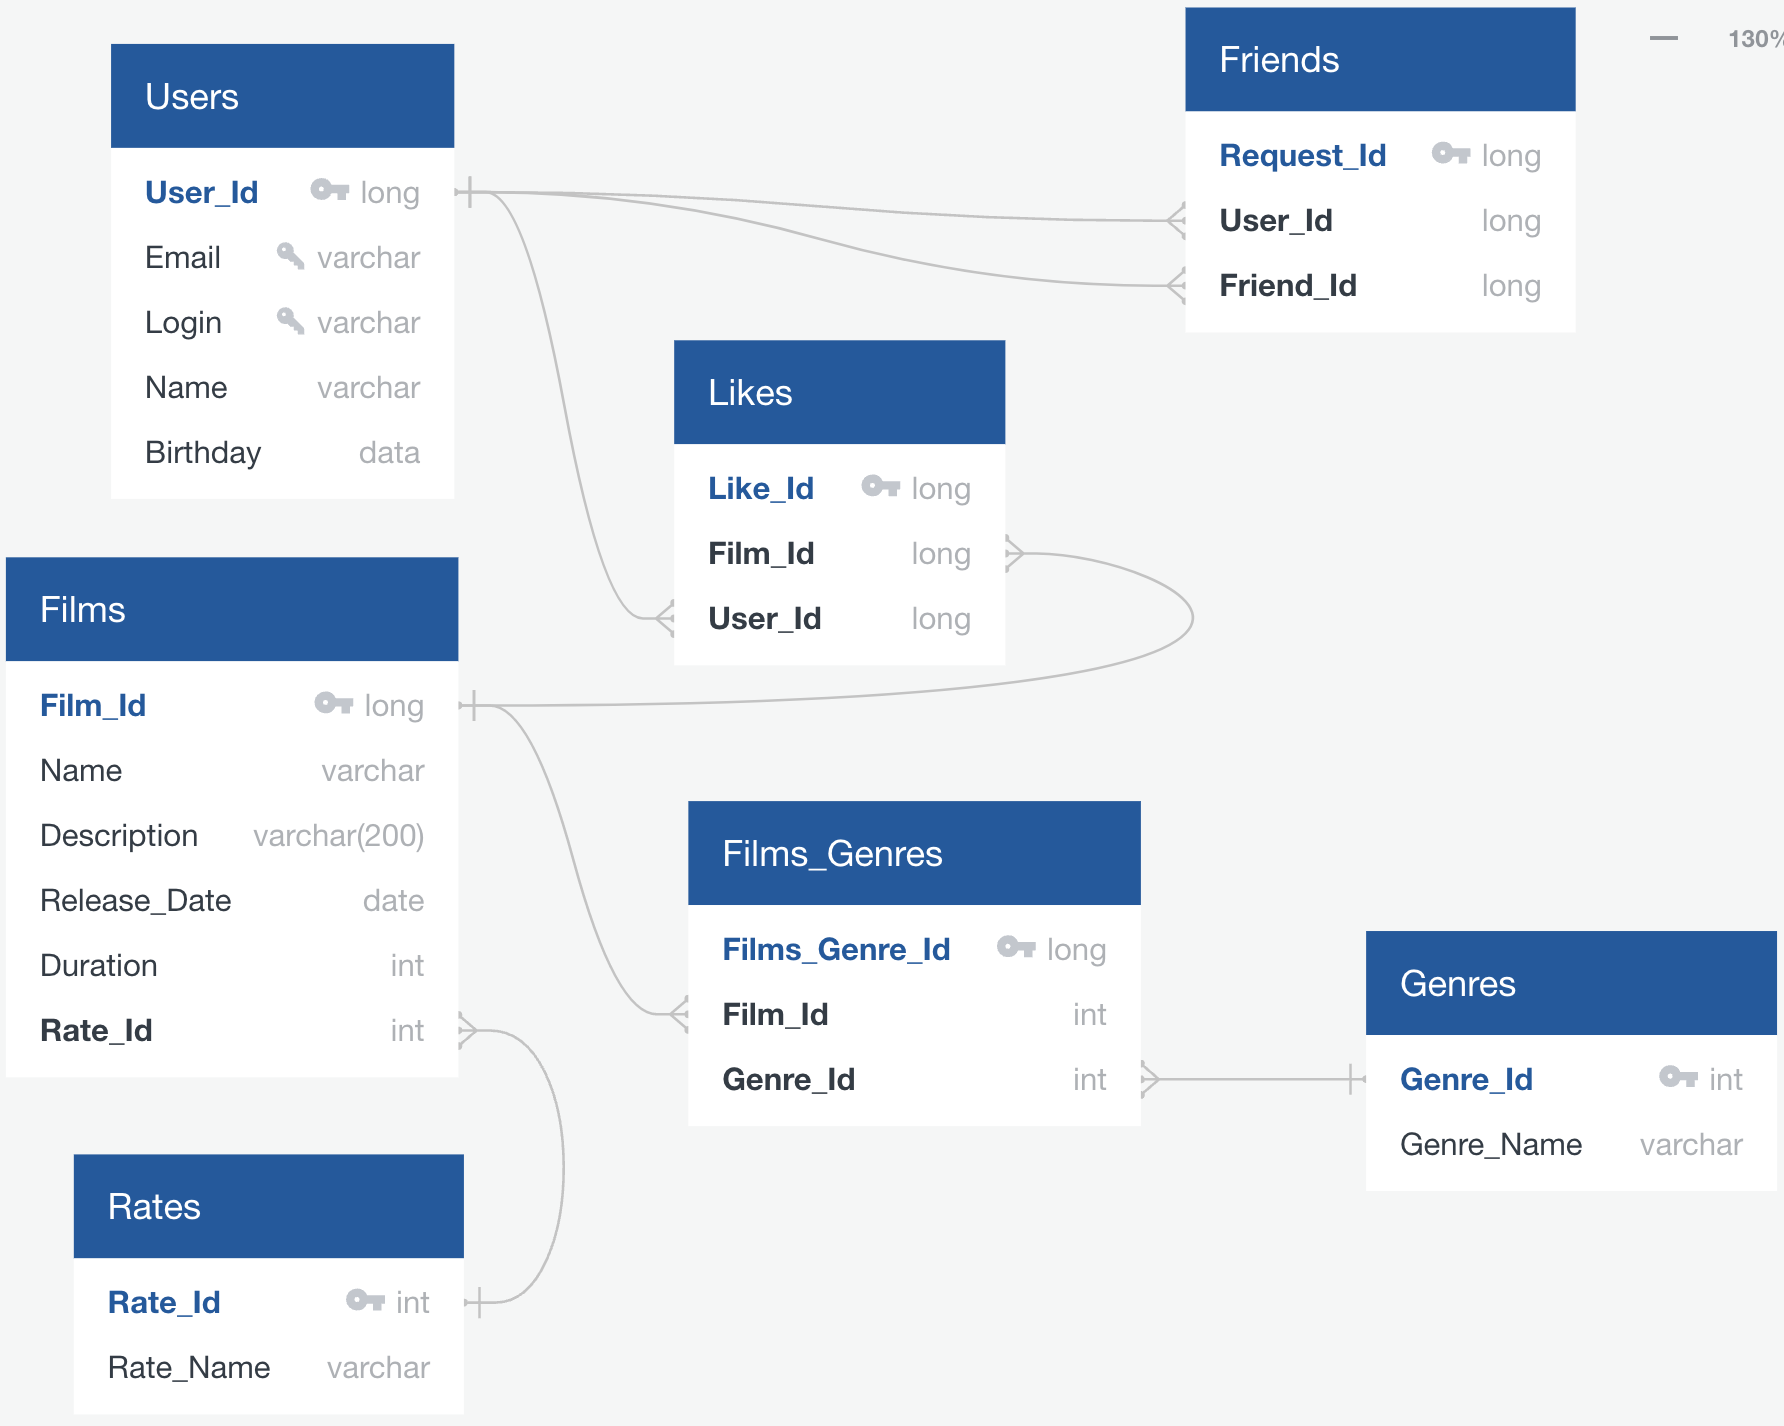 Users
User_Id long
Email varchar
Login varchar
Name varchar
Birthday data
Friends
Request_Id long
User_Id long
Friend_Id long
130%
Likes
Like_Id long
Film_Id long
User_Id long
Films
Film_Id long
Name varchar
Description varchar(200)
Release_Date date
Duration int
Rate_Id int
Films_Genres
Films_Genre_Id long
Film_Id int
Genre_Id int
Genres
Genre_Id int
Genre_Name varchar
Rates
Rate_Id int
Rate_Name varchar